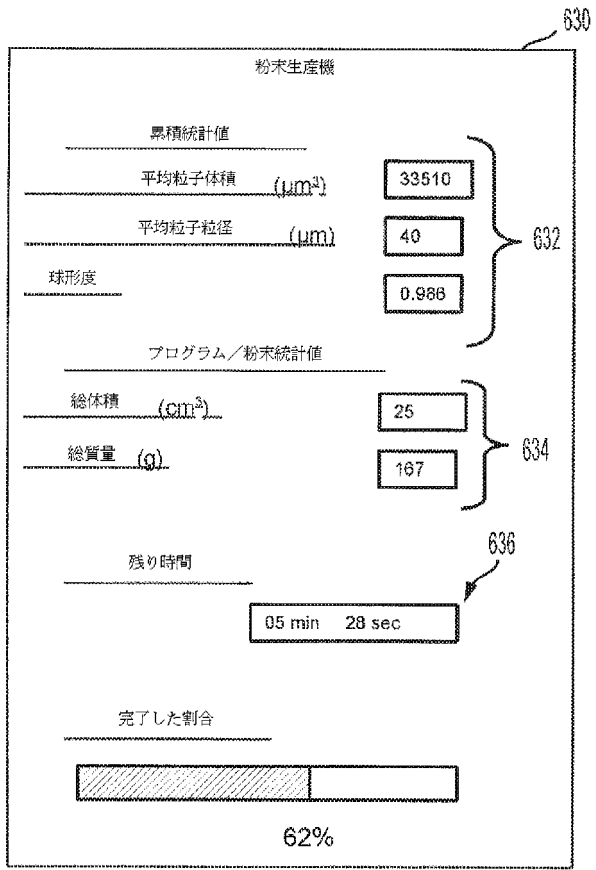 630
粉末生産機
累積統計値
平均粒子体積 (μm³) 33510
平均粒子粒径 (μm) 40
632
球形度 0.986
プログラム/粉末統計値
総体積 (cm³) 25
634
総質量 (g) 167
636
残り時間
05 min 28 sec
完了した割合
62%